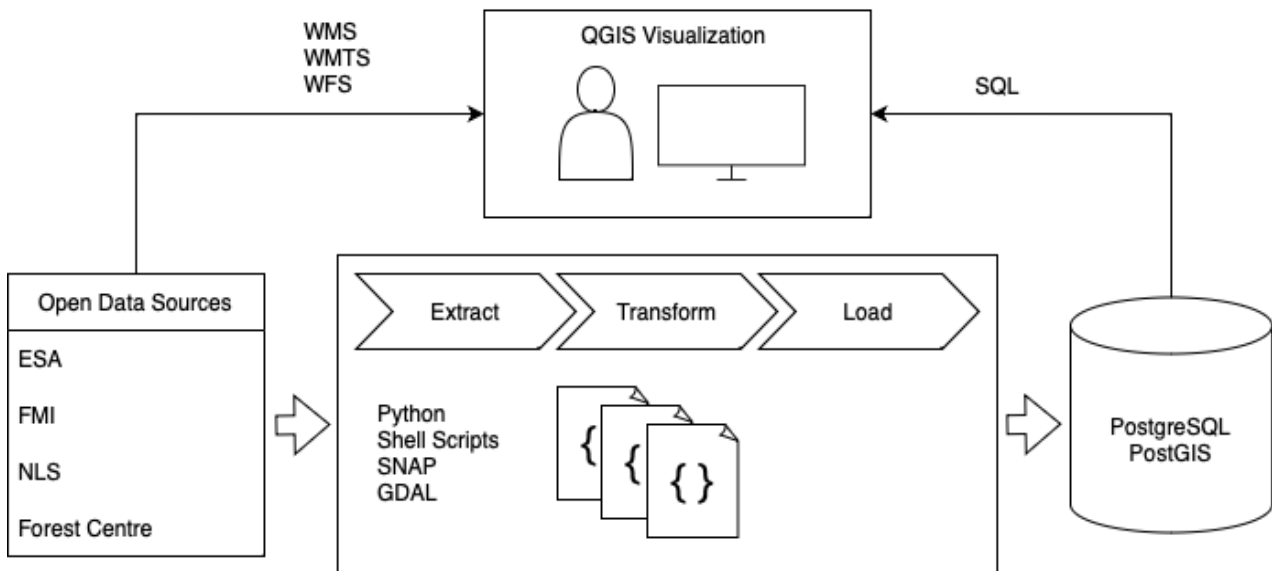 WMS
WMTS
WFS
QGIS Visualization
SQL
Open Data Sources
ESA
FMI
NLS
Forest Centre
Extract
Transform
Load
Python
Shell Scripts
SNAP
GDAL
{
{
{ }
PostgreSQL
PostGIS